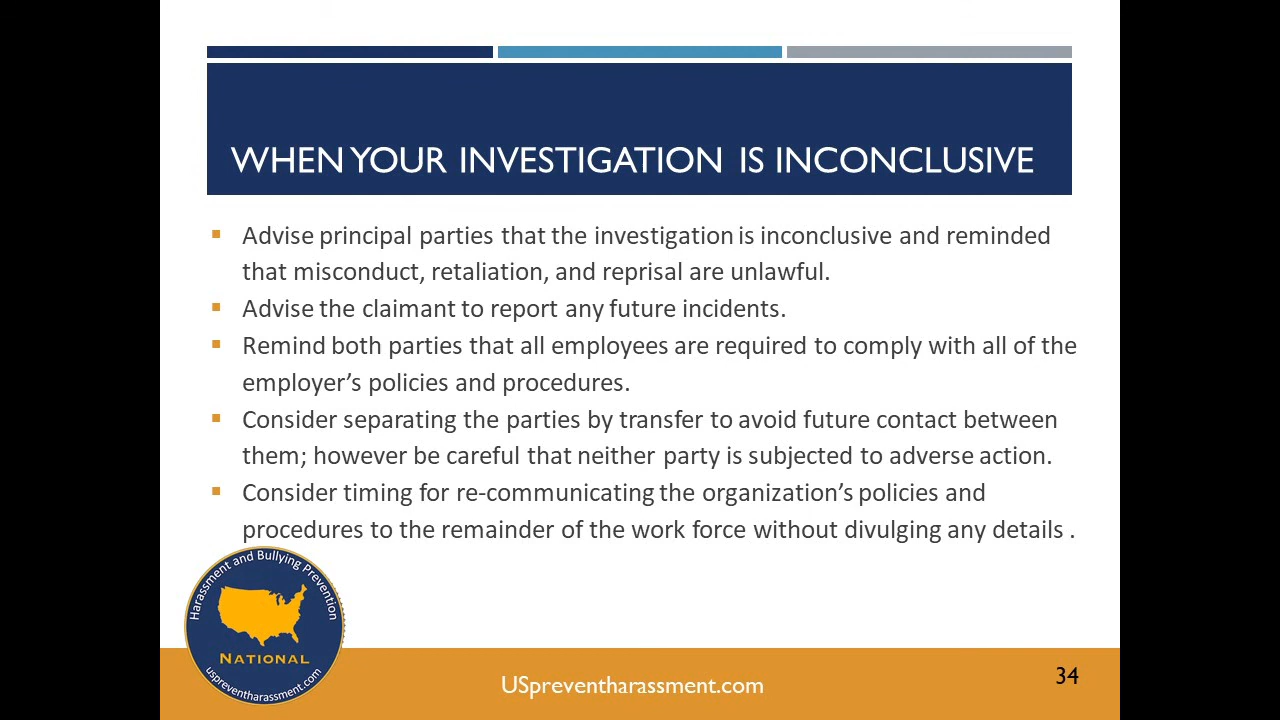 WHEN YOUR INVESTIGATION IS INCONCLUSIVE
▪ Advise principal parties that the investigation is inconclusive and reminded
that misconduct, retaliation, and reprisal are unlawful.
▪ Advise the claimant to report any future incidents.
▪ Remind both parties that all employees are required to comply with all of the
employer’s policies and procedures.
▪ Consider separating the parties by transfer to avoid future contact between
them; however be careful that neither party is subjected to adverse action.
▪ Consider timing for re-communicating the organization’s policies and
procedures to the remainder of the work force without divulging any details .
Harassment and Bullying Prevention
NATIONAL
uspreventharassment.com
USpreventharassment.com
34